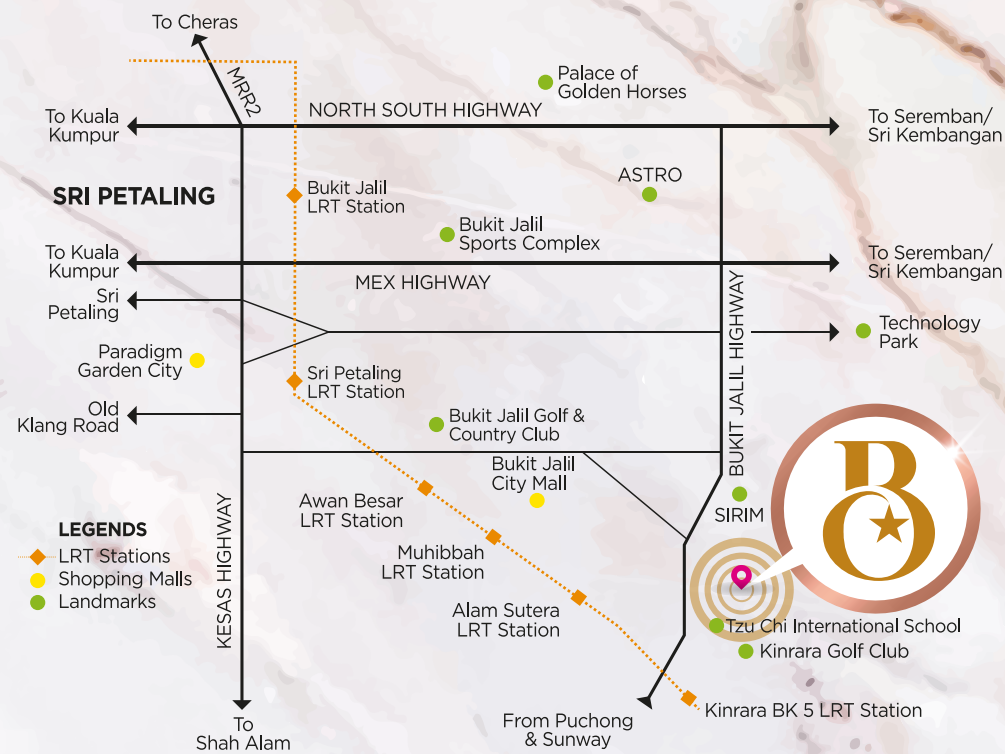 To Cheras
MRR2
Palace of
Golden Horses
To Kuala
Kumpur
NORTH SOUTH HIGHWAY
To Seremban/
Sri Kembangan
SRI PETALING
Bukit Jalil
LRT Station
ASTRO
Bukit Jalil
Sports Complex
To Kuala
Kumpur
MEX HIGHWAY
To Seremban/
Sri Kembangan
Sri
Petaling
BUKIT JALIL HIGHWAY
Technology
Park
Paradigm
Garden City
Sri Petaling
LRT Station
Old
Klang Road
Bukit Jalil Golf &
Country Club
Bukit Jalil
City Mall
SIRIM
BO
Awan Besar
LRT Station
Muhibbah
LRT Station
LEGENDS
LRT Stations
Shopping Malls
Landmarks
KESAS HIGHWAY
Alam Sutera
LRT Station
Tzu Chi International School
Kinrara Golf Club
Kinrara BK 5 LRT Station
To
Shah Alam
From Puchong
& Sunway